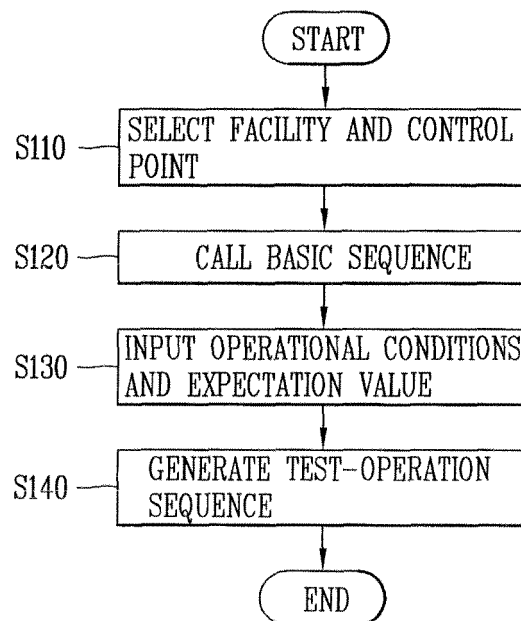 START
S110
SELECT FACILITY AND CONTROL
POINT
S120
CALL BASIC SEQUENCE
S130
INPUT OPERATIONAL CONDITIONS
AND EXPECTATION VALUE
S140
GENERATE TEST-OPERATION
SEQUENCE
END